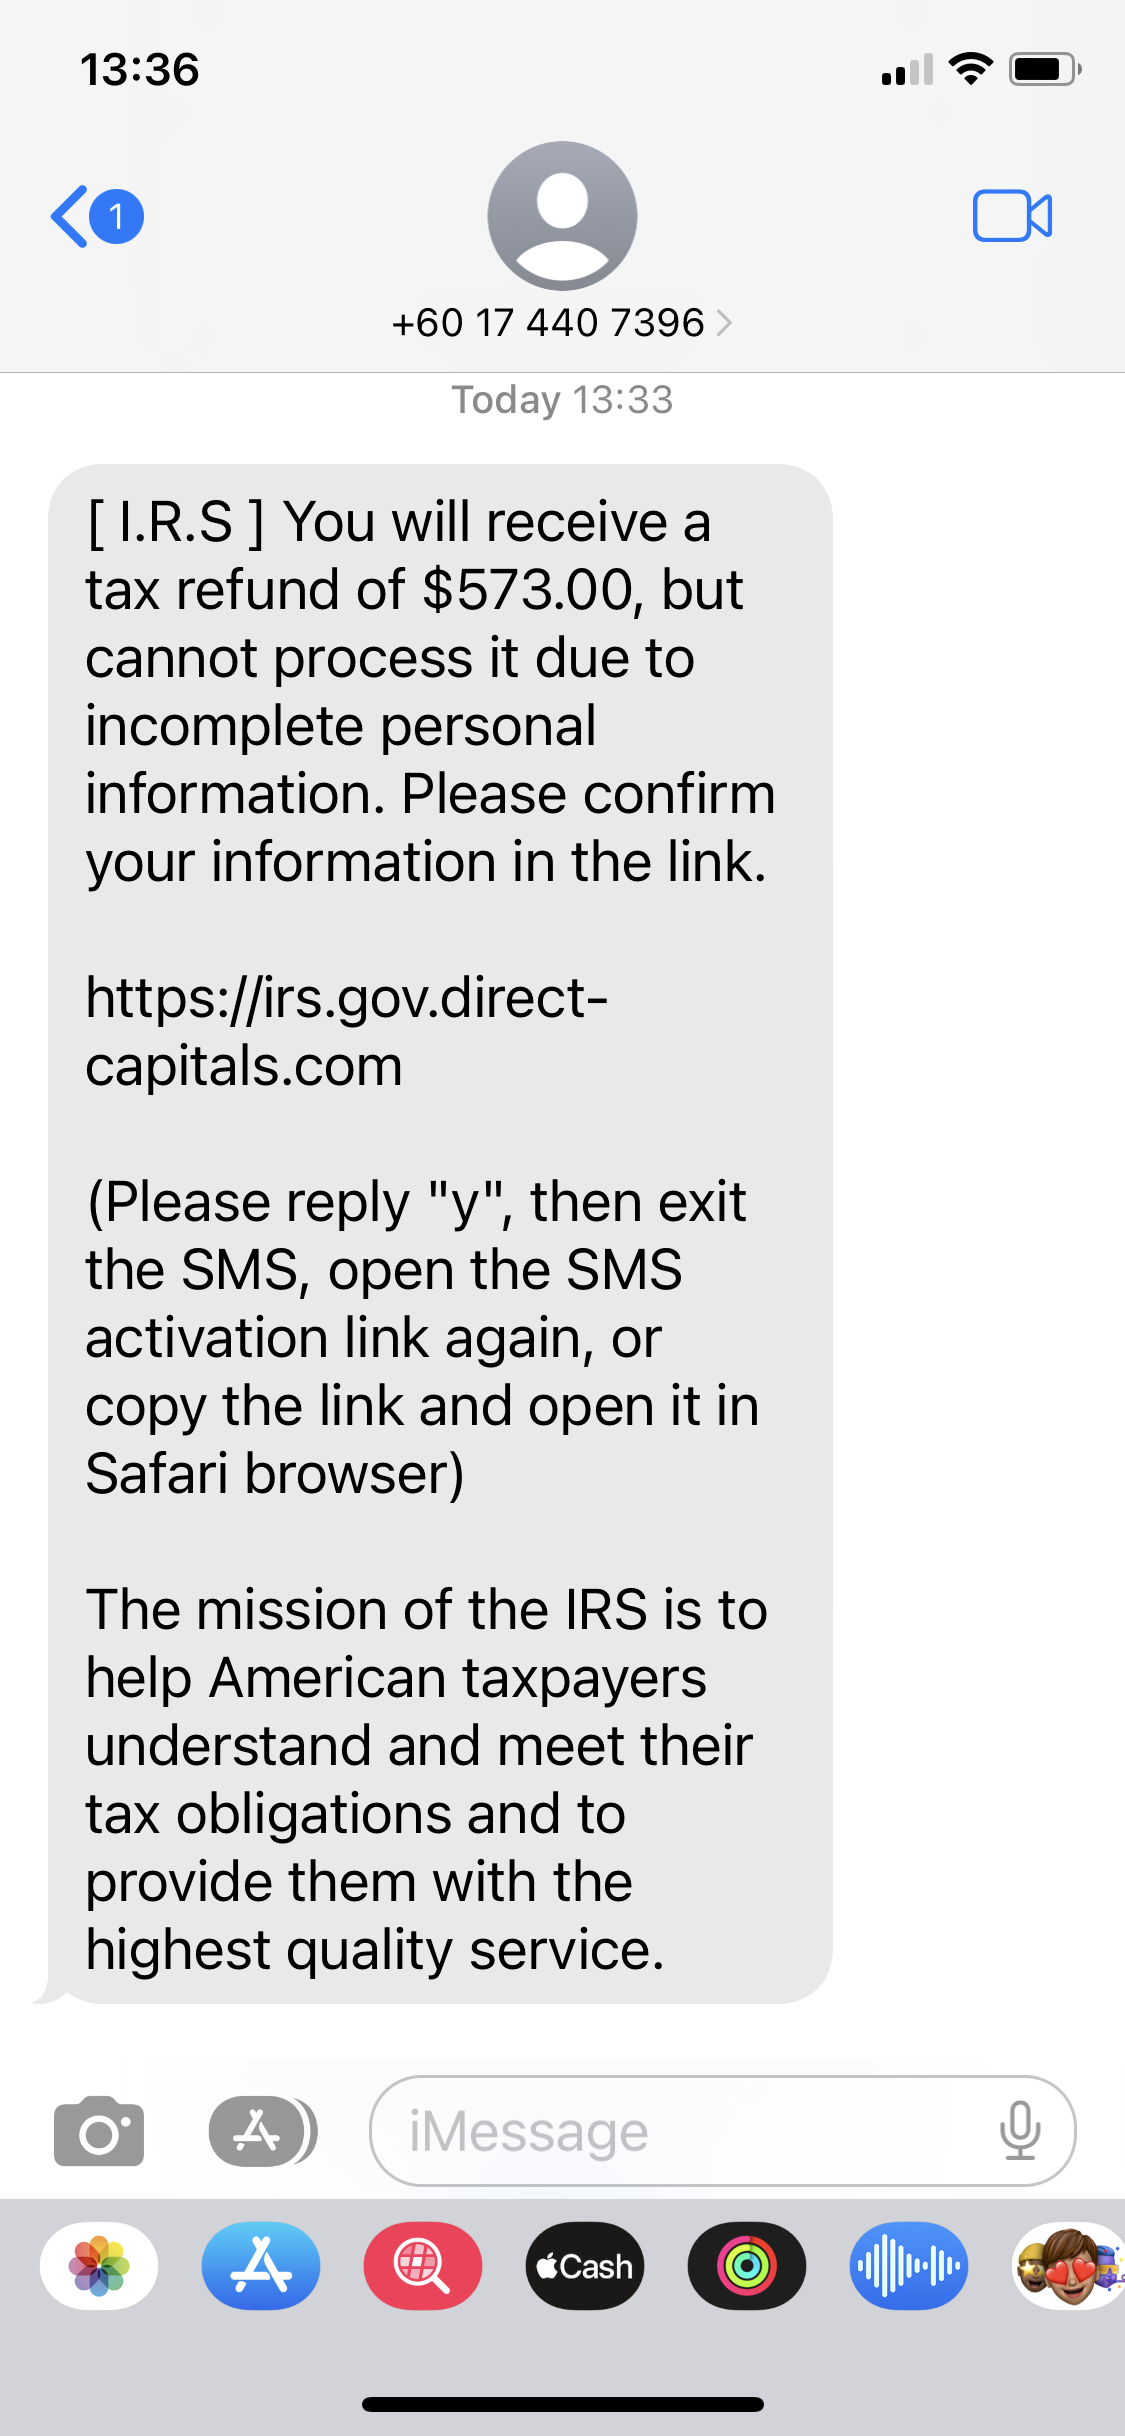 13:36
1
+60 17 440 7396
Today 13:33
[ I.R.S ] You will receive a
tax refund of $573.00, but
cannot process it due to
incomplete personal
information. Please confirm
your information in the link.
https://irs.gov.direct-
capitals.com
(Please reply "y", then exit
the SMS, open the SMS
activation link again, or
copy the link and open it in
Safari browser)
The mission of the IRS is to
help American taxpayers
understand and meet their
tax obligations and to
provide them with the
highest quality service.
iMessage
Cash